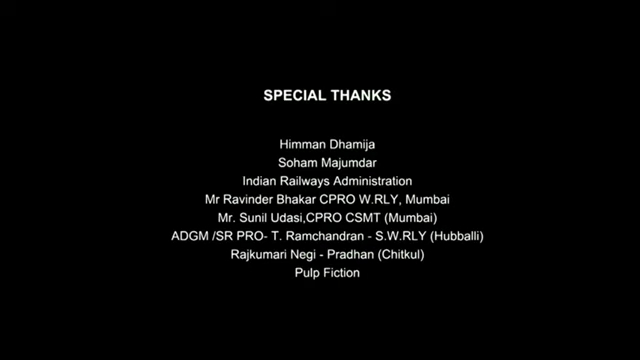 SPECIAL THANKS
Himman Dhamija
Soham Majumdar
Indian Railways Administration
Mr Ravinder Bhakar CPRO W.RLY, Mumbai
Mr. Sunil Udasi,CPRO CSMT (Mumbai)
ADGM /SR PRO- T. Ramchandran - S.W.RLY (Hubballi)
Rajkumari Negi - Pradhan (Chitkul)
Pulp Fiction